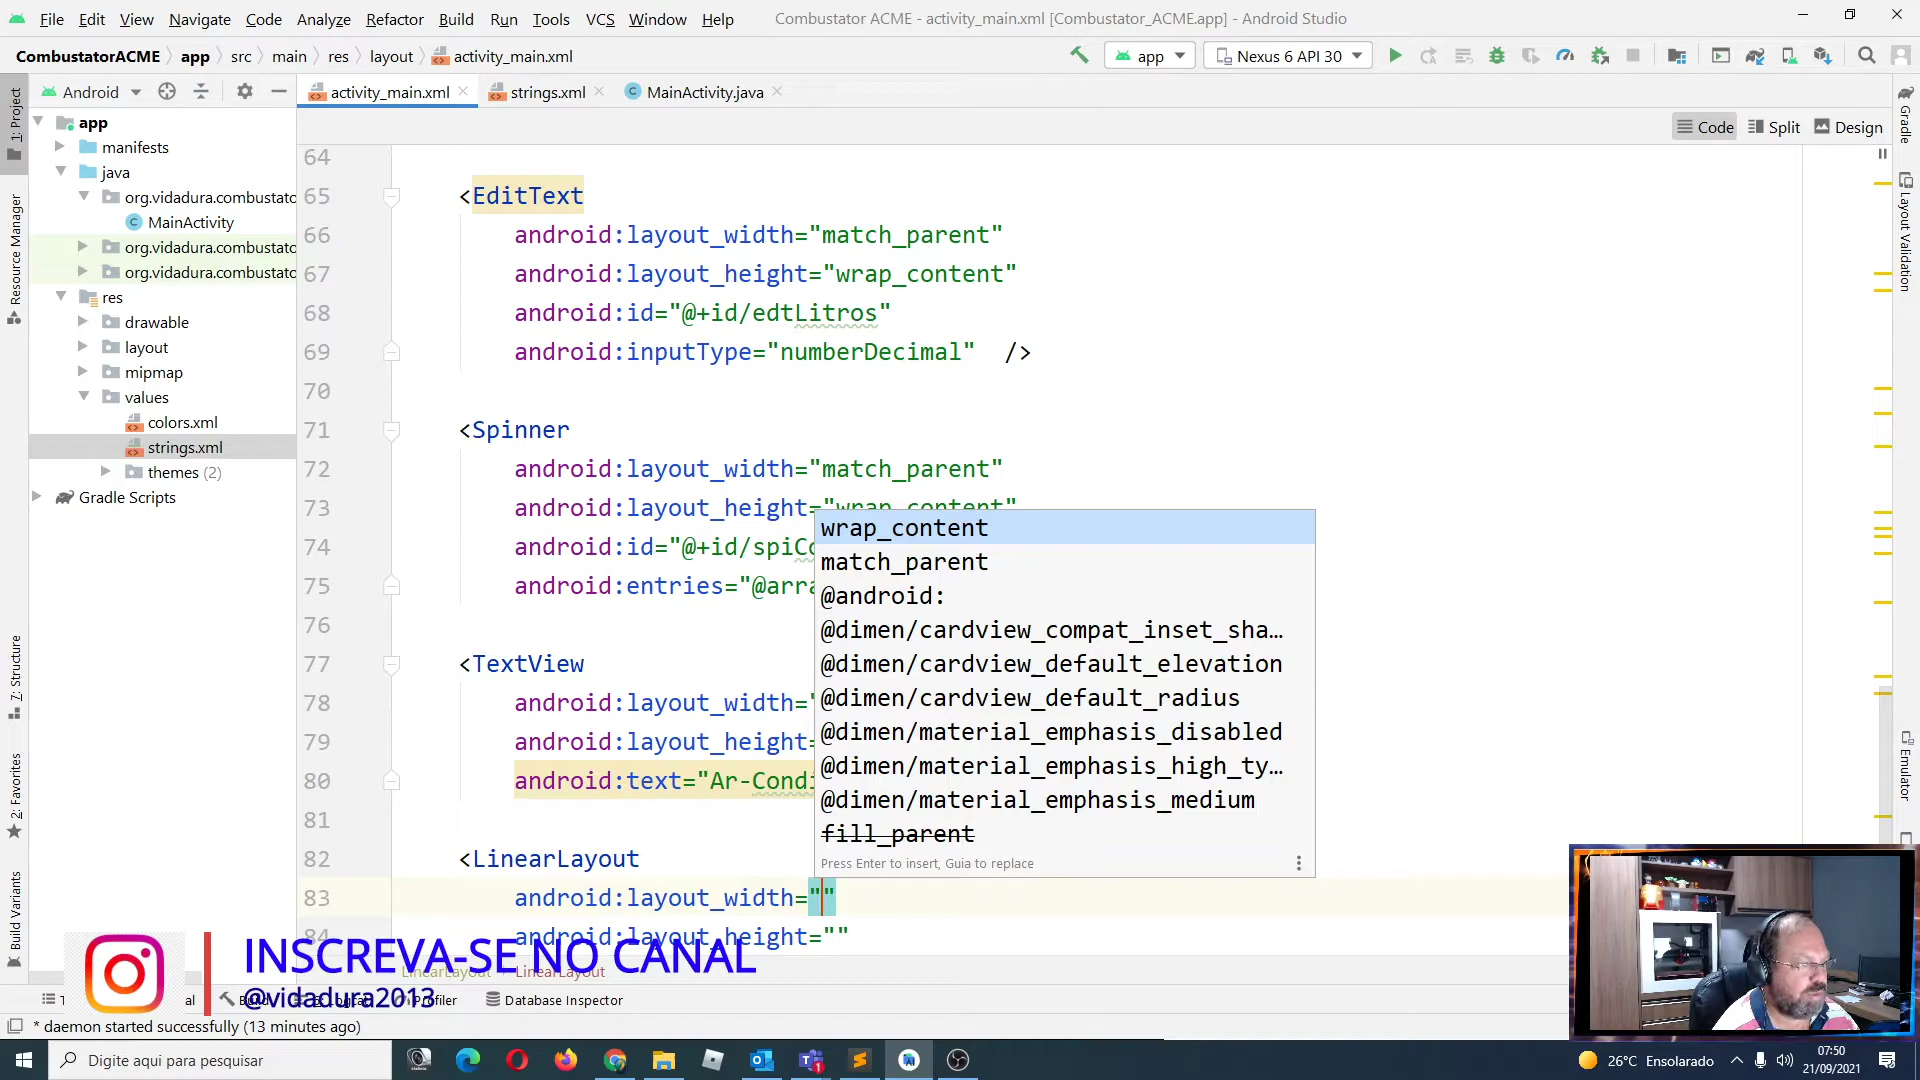 File Edit View Navigate Code Analyze Refactor Build Run Tools VCS Window Help Combustator ACME - activity_main.xml [Combustator_ACME.app] - Android Studio
CombustatorACME app src main res layout activity_main.xml app Nexus 6 API 30
Android activity_main.xml strings.xml MainActivity.java
Code Split Design
1: Project
Resource Manager
7: Structure
2: Favorites
Build Variants
app
manifests
java
org.vidadura.combustato
MainActivity
org.vidadura.combustato
org.vidadura.combustato
res
drawable
layout
mipmap
values
colors.xml
strings.xml
themes (2)
Gradle Scripts
64
65 <EditText
66 android:layout_width="match_parent"
67 android:layout_height="wrap_content"
68 android:id="@+id/edtLitros"
69 android:inputType="numberDecimal" />
70
71 <Spinner
72 android:layout_width="match_parent"
73 android:layout_height="wrap_content"
74 android:id="@+id/spiCo
75 android:entries="@arra
76
77 <TextView
78 android:layout_width="
79 android:layout_height=
80 android:text="Ar-Condi
81
82 <LinearLayout
83 android:layout_width=""
84 android:layout_height=""
wrap_content
match_parent
@android:
@dimen/cardview_compat_inset_sha…
@dimen/cardview_default_elevation
@dimen/cardview_default_radius
@dimen/material_emphasis_disabled
@dimen/material_emphasis_high_ty…
@dimen/material_emphasis_medium
fill_parent
Press Enter to insert, Guia to replace
Gradle
Layout Validation
Emulator
LinearLayout LinearLayout
INSCREVA-SE NO CANAL
@vidadura2013
Build Profiler Database Inspector
* daemon started successfully (13 minutes ago)
Digite aqui para pesquisar
26°C Ensolarado
07:50
21/09/2021